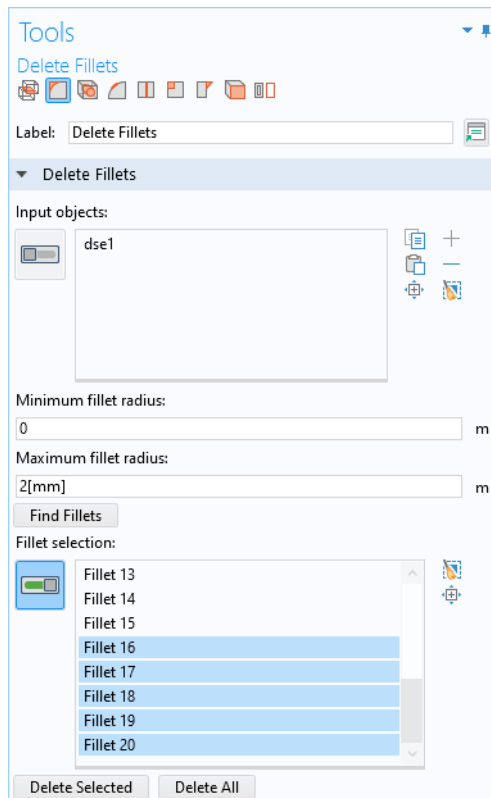 Tools
Delete Fillets
Label: Delete Fillets
Delete Fillets
Input objects:
dse1
Minimum fillet radius:
0 m
Maximum fillet radius:
2[mm] m
Find Fillets
Fillet selection:
Fillet 13
Fillet 14
Fillet 15
Fillet 16
Fillet 17
Fillet 18
Fillet 19
Fillet 20
Delete Selected Delete All